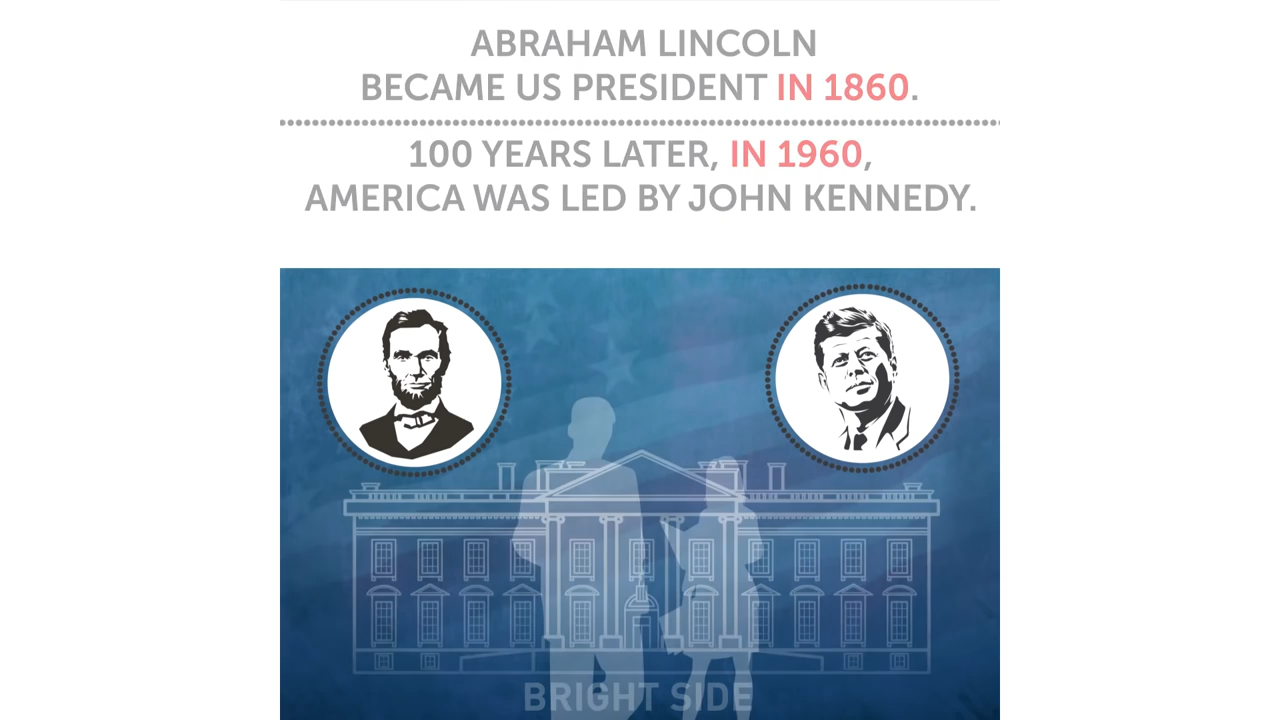 ABRAHAM LINCOLN
BECAME US PRESIDENT IN 1860.
100 YEARS LATER, IN 1960,
AMERICA WAS LED BY JOHN KENNEDY.
BRIGHT SIDE